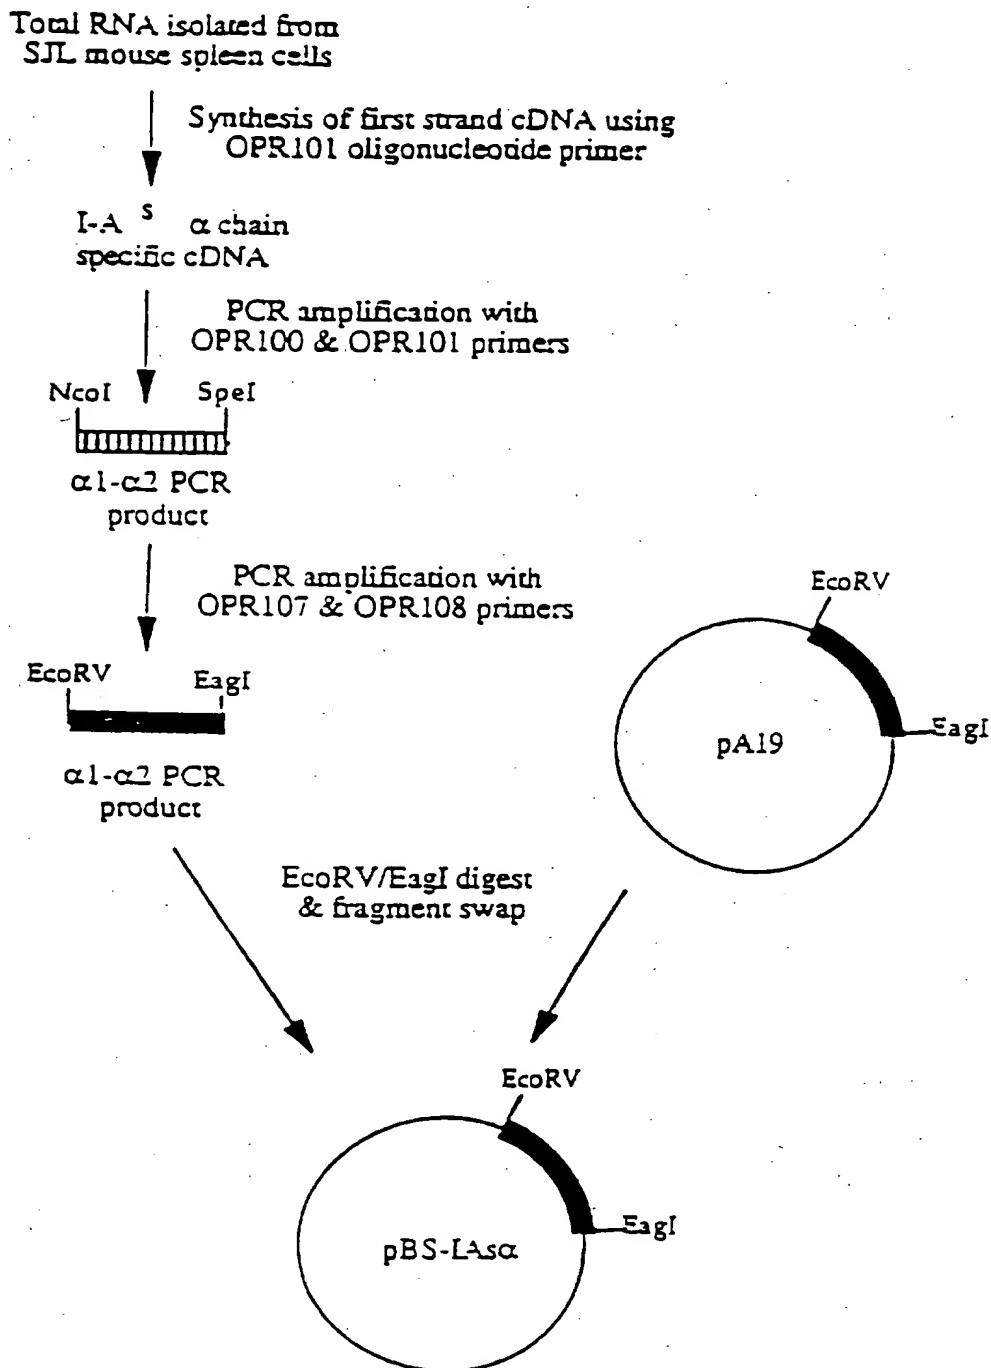 Total RNA isolated from
SJL mouse spleen cells
Synthesis of first strand cDNA using
OPR101 oligonucleotide primer
I-A s α chain
specific cDNA
PCR amplification with
OPR100 & OPR101 primers
NcoI SpeI
α1-α2 PCR
product
PCR amplification with
OPR107 & OPR108 primers
EcoRV
EcoRV EagI
EagI
pA19
α1-α2 PCR
product
EcoRV/EagI digest
& fragment swap
EcoRV
EagI
pBS-IAsα